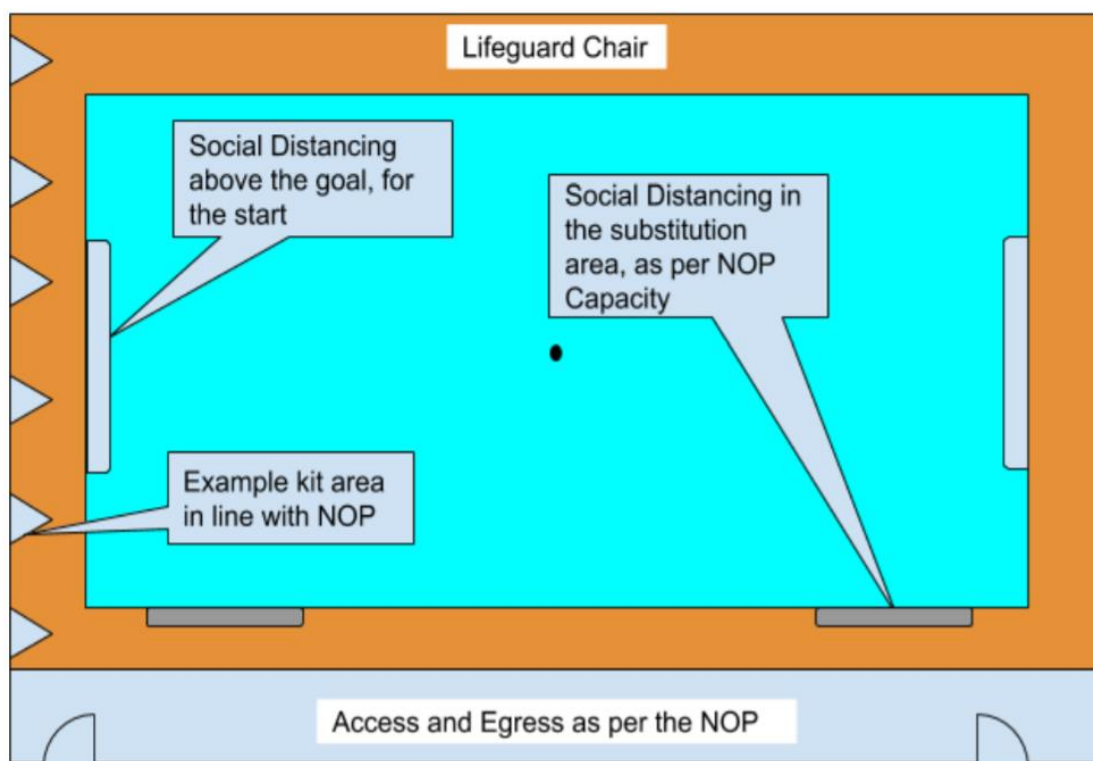 Lifeguard Chair
Social Distancing
above the goal, for
the start
Social Distancing in
the substitution
area, as per NOP
Capacity
Example kit area
in line with NOP
Access and Egress as per the NOP